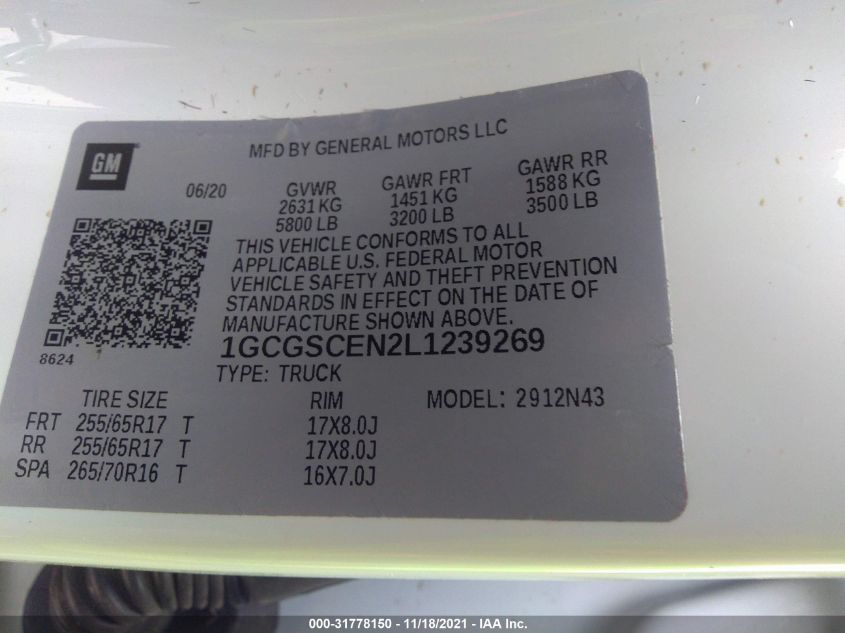 GM
MFD BY GENERAL MOTORS LLC
06/20 GVWR GAWR FRT GAWR RR
2631 KG 1451 KG 1588 KG
5800 LB 3200 LB 3500 LB
THIS VEHICLE CONFORMS TO ALL
APPLICABLE U.S. FEDERAL MOTOR
VEHICLE SAFETY AND THEFT PREVENTION
STANDARDS IN EFFECT ON THE DATE OF
MANUFACTURE SHOWN ABOVE.
8624
1GCGSCEN2L1239269
TYPE: TRUCK
TIRE SIZE RIM MODEL: 2912N43
FRT 255/65R17 T 17X8.0J
RR 255/65R17 T 17X8.0J
SPA 265/70R16 T 16X7.0J
000-31778150 - 11/18/2021 - IAA Inc.